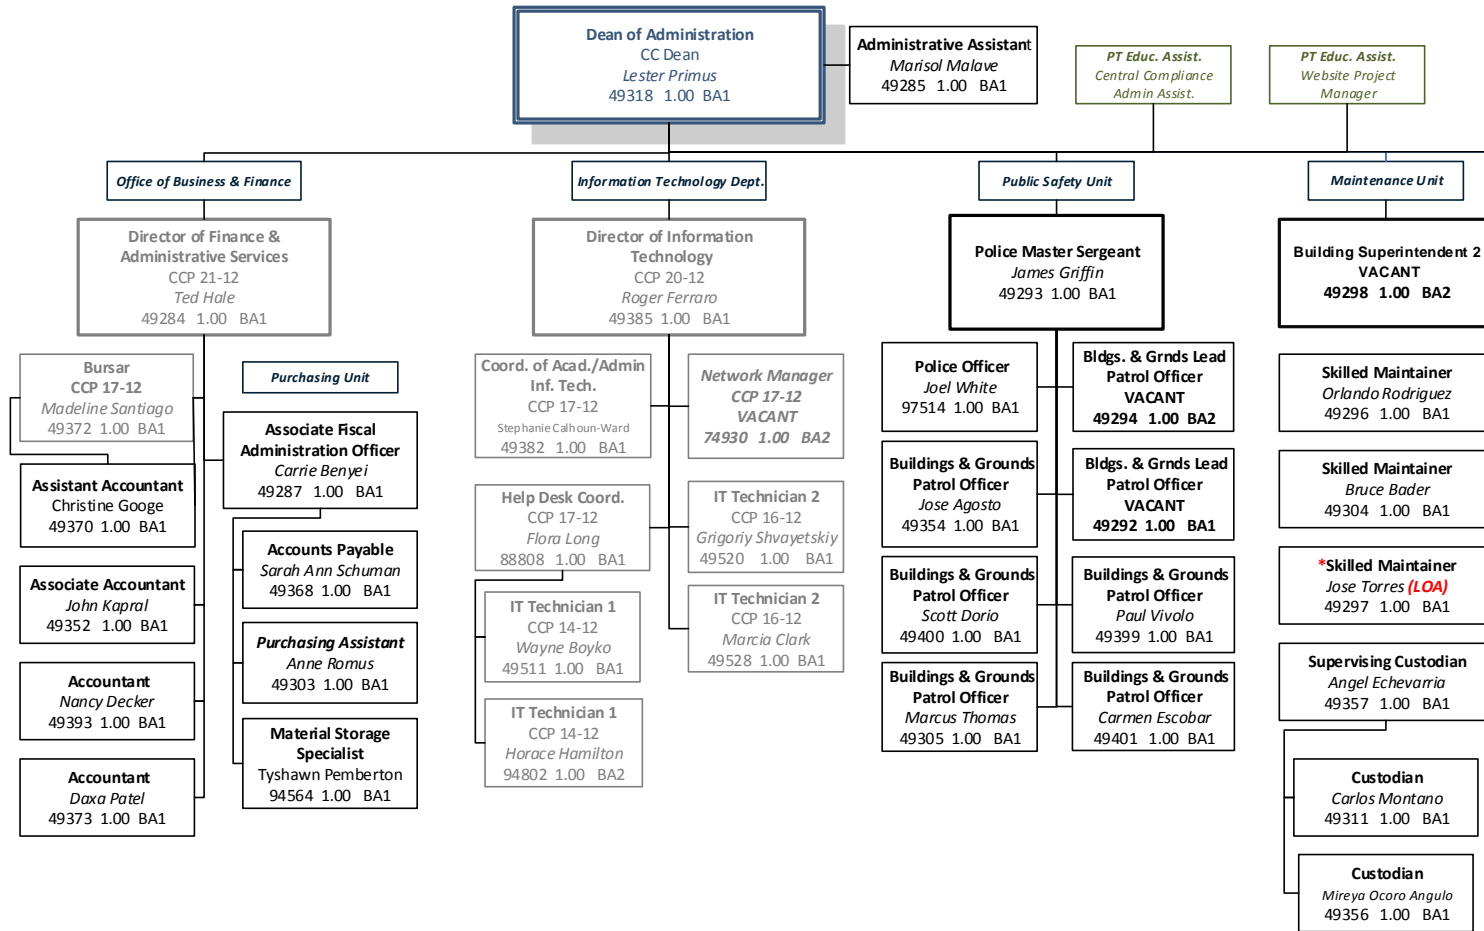 Dean of Administration
CC Dean
Lester Primus
49318 1.00 BA1
Administrative Assistant
Marisol Malave
49285 1.00 BA1
PT Educ. Assist.
Central Compliance
Admin Assist.
PT Educ. Assist.
Website Project
Manager
Office of Business & Finance
Information Technology Dept.
Public Safety Unit
Maintenance Unit
Director of Finance &
Administrative Services
CCP 21-12
Ted Hale
49284 1.00 BA1
Bursar
CCP 17-12
Madeline Santiago
49372 1.00 BA1
Purchasing Unit
Assistant Accountant
Christine Googe
49370 1.00 BA1
Associate Fiscal
Administration Officer
Carrie Benyei
49287 1.00 BA1
Associate Accountant
John Kapral
49352 1.00 BA1
Accounts Payable
Sarah Ann Schuman
49368 1.00 BA1
Accountant
Nancy Decker
49393 1.00 BA1
Purchasing Assistant
Anne Romus
49303 1.00 BA1
Accountant
Daxa Patel
49373 1.00 BA1
Material Storage
Specialist
Tyshawn Pemberton
94564 1.00 BA1
Director of Information
Technology
CCP 20-12
Roger Ferraro
49385 1.00 BA1
Coord. of Acad./Admin
Inf. Tech.
CCP 17-12
Stephanie Calhoun-Ward
49382 1.00 BA1
Network Manager
CCP 17-12
VACANT
74930 1.00 BA2
Help Desk Coord.
CCP 17-12
Flora Long
88808 1.00 BA1
IT Technician 2
CCP 16-12
Grigoriy Shvayetskiy
49520 1.00 BA1
IT Technician 1
CCP 14-12
Wayne Boyko
49511 1.00 BA1
IT Technician 2
CCP 16-12
Marcia Clark
49528 1.00 BA1
IT Technician 1
CCP 14-12
Horace Hamilton
94802 1.00 BA2
Police Master Sergeant
James Griffin
49293 1.00 BA1
Police Officer
Joel White
97514 1.00 BA1
Bldgs. & Grnds Lead
Patrol Officer
VACANT
49294 1.00 BA2
Buildings & Grounds
Patrol Officer
Jose Agosto
49354 1.00 BA1
Bldgs. & Grnds Lead
Patrol Officer
VACANT
49292 1.00 BA1
Buildings & Grounds
Patrol Officer
Scott Dorio
49400 1.00 BA1
Buildings & Grounds
Patrol Officer
Paul Vivolo
49399 1.00 BA1
Buildings & Grounds
Patrol Officer
Marcus Thomas
49305 1.00 BA1
Buildings & Grounds
Patrol Officer
Carmen Escobar
49401 1.00 BA1
Building Superintendent 2
VACANT
49298 1.00 BA2
Skilled Maintainer
Orlando Rodriguez
49296 1.00 BA1
Skilled Maintainer
Bruce Bader
49304 1.00 BA1
*Skilled Maintainer
Jose Torres (LOA)
49297 1.00 BA1
Supervising Custodian
Angel Echevarria
49357 1.00 BA1
Custodian
Carlos Montano
49311 1.00 BA1
Custodian
Mireya Ocoro Angulo
49356 1.00 BA1